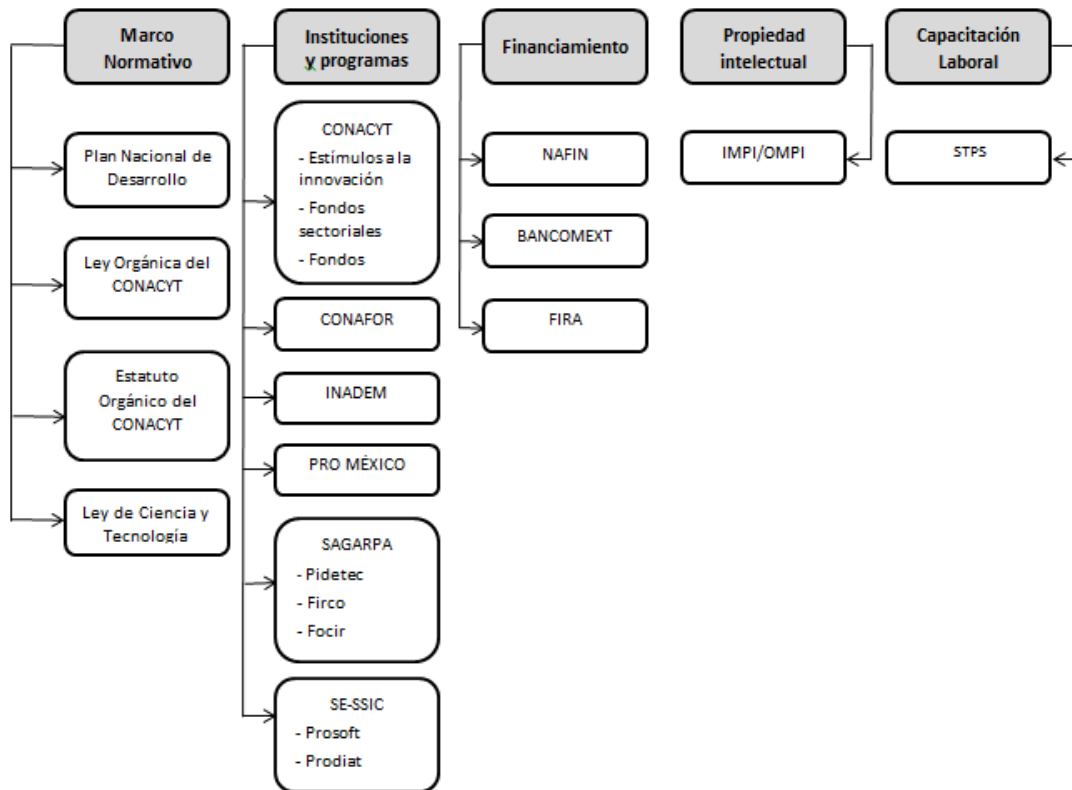 Marco
Normativo
Plan Nacional de
Desarrollo
Ley Orgánica del
CONACYT
Estatuto
Orgánico del
CONACYT
Ley de Ciencia y
Tecnología
Instituciones
y programas
CONACYT
- Estímulos a la
innovación
- Fondos
sectoriales
- Fondos
CONAFOR
INADEM
PRO MÉXICO
SAGARPA
- Pidetec
- Firco
- Focir
SE-SSIC
- Prosoft
- Prodiat
Financiamiento
NAFIN
BANCOMEXT
FIRA
Propiedad
intelectual
IMPI/OMPI
Capacitación
Laboral
STPS